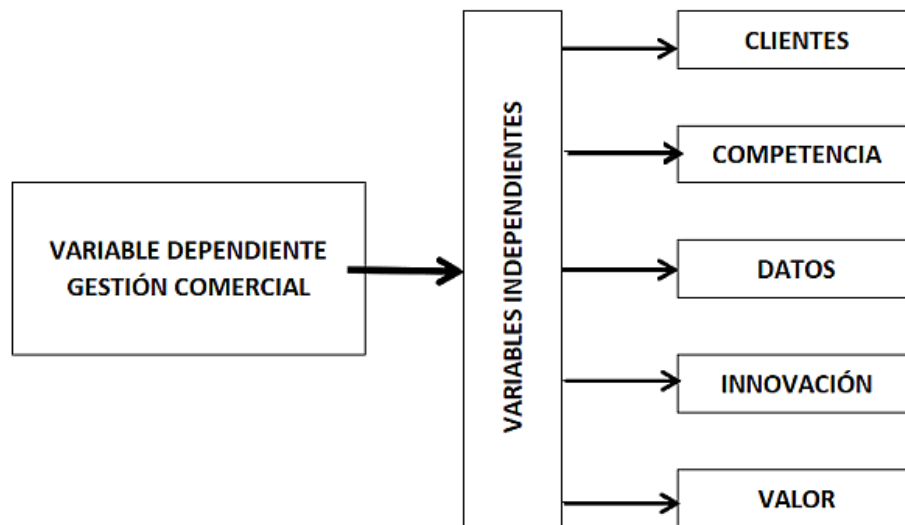 VARIABLE DEPENDIENTE
GESTIÓN COMERCIAL
VARIABLES INDEPENDIENTES
CLIENTES
COMPETENCIA
DATOS
INNOVACIÓN
VALOR